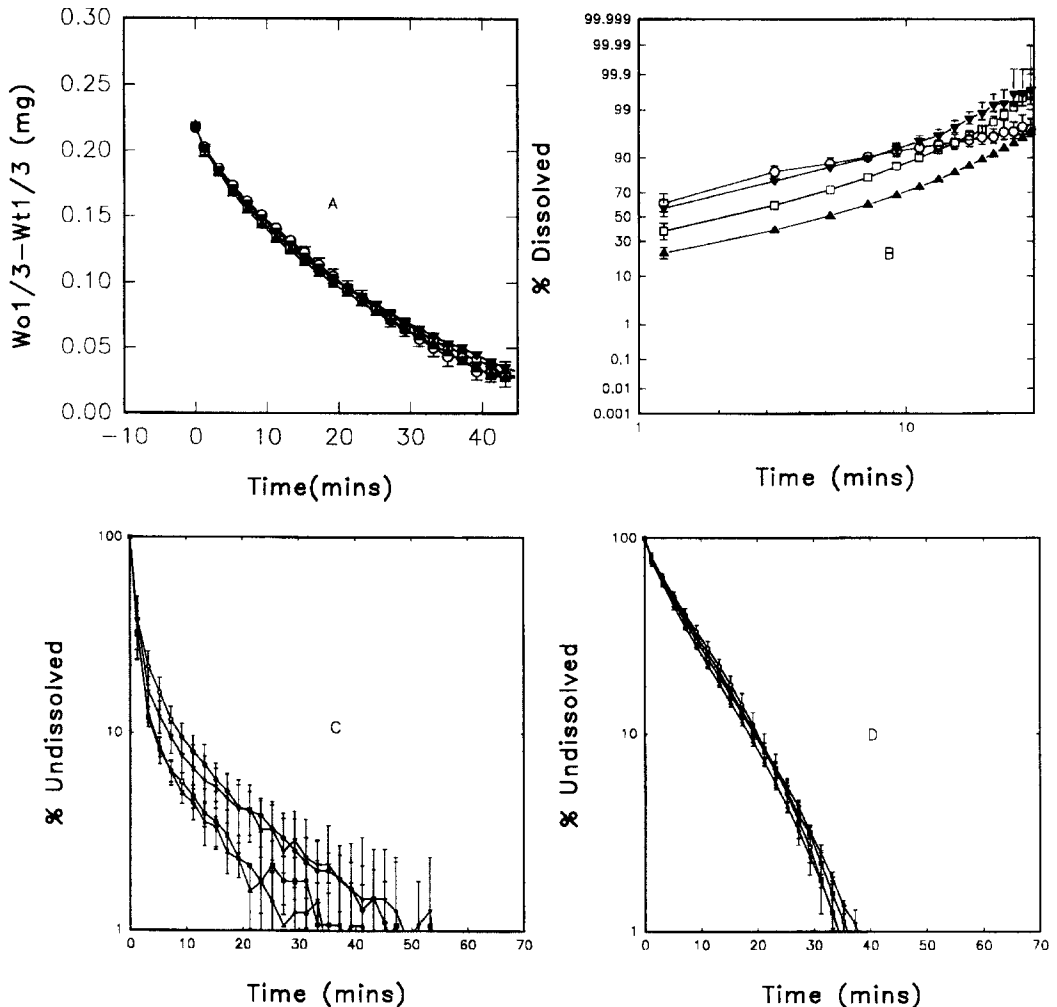 0.30
0.25
0.20
0.15
0.10
0.05
0.00
Wo1/3-Wt1/3 (mg)
A
-10 0 10 20 30 40
Time(mins)
99.999
99.99
99.9
99
90
70
50
30
10
1
0.1
0.01
0.001
% Dissolved
B
1 10
Time (mins)
100
10
1
% Undissolved
C
0 10 20 30 40 50 60 70
Time (mins)
100
10
1
% Undissolved
D
0 10 20 30 40 50 60 70
Time (mins)